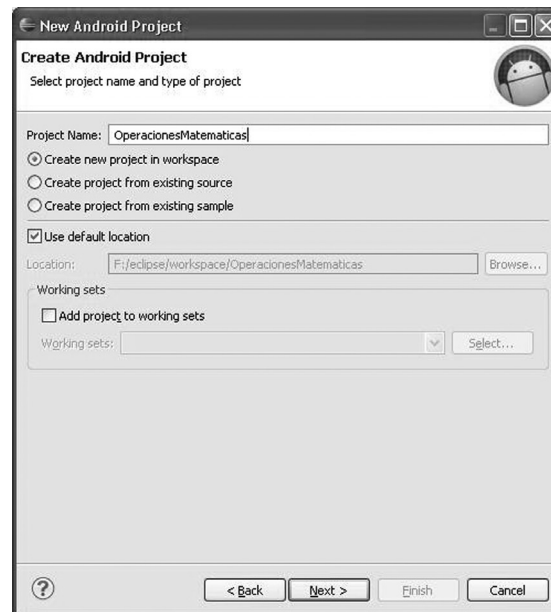 New Android Project
Create Android Project
Select project name and type of project
Project Name: OperacionesMatematicas
Create new project in workspace
Create project from existing source
Create project from existing sample
Use default location
Location: F:/eclipse/workspace/OperacionesMatematicas Browse...
Working sets
Add project to working sets
Working sets: Select...
? < Back Next > Finish Cancel